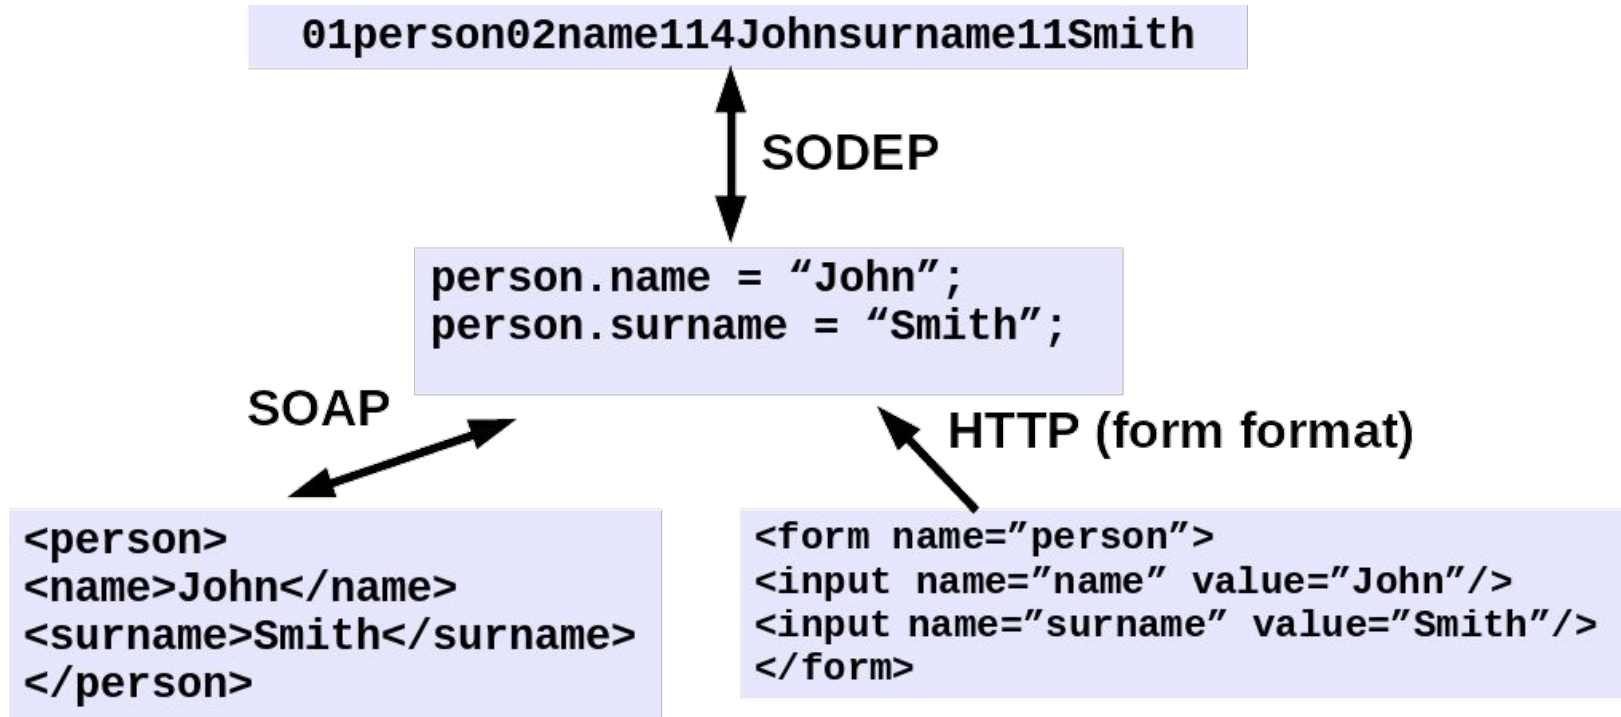 01person02name114Johnsurname11Smith
SODEP
person.name = “John”;
person.surname = “Smith”;
SOAP
HTTP (form format)
<person>
<name>John</name>
<surname>Smith</surname>
</person>
<form name=”person”>
<input name=”name” value=”John”/>
<input name=”surname” value=”Smith”/>
</form>